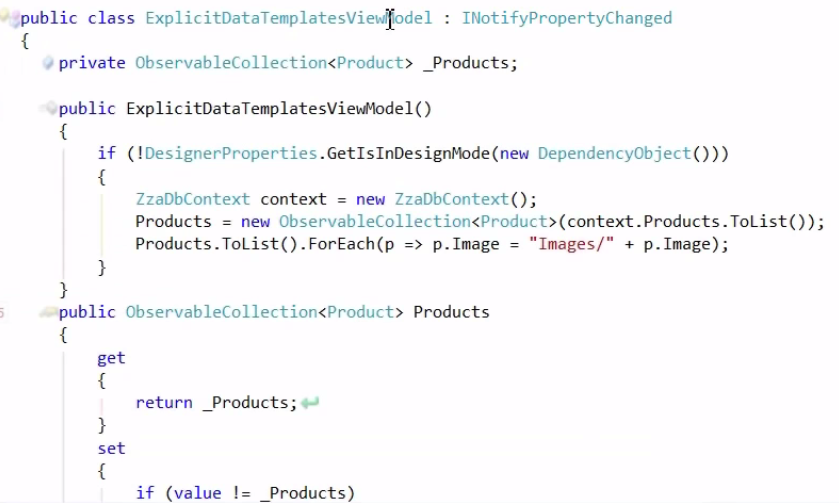 public class ExplicitDataTemplatesViewModel : INotifyPropertyChanged
{
private ObservableCollection<Product> _Products;
public ExplicitDataTemplatesViewModel()
{
if (!DesignerProperties.GetIsInDesignMode(new DependencyObject()))
{
ZzaDbContext context = new ZzaDbContext();
Products = new ObservableCollection<Product>(context.Products.ToList());
Products.ToList().ForEach(p => p.Image = "Images/" + p.Image);
}
}
public ObservableCollection<Product> Products
{
get
{
return _Products;
}
set
{
if (value != _Products)